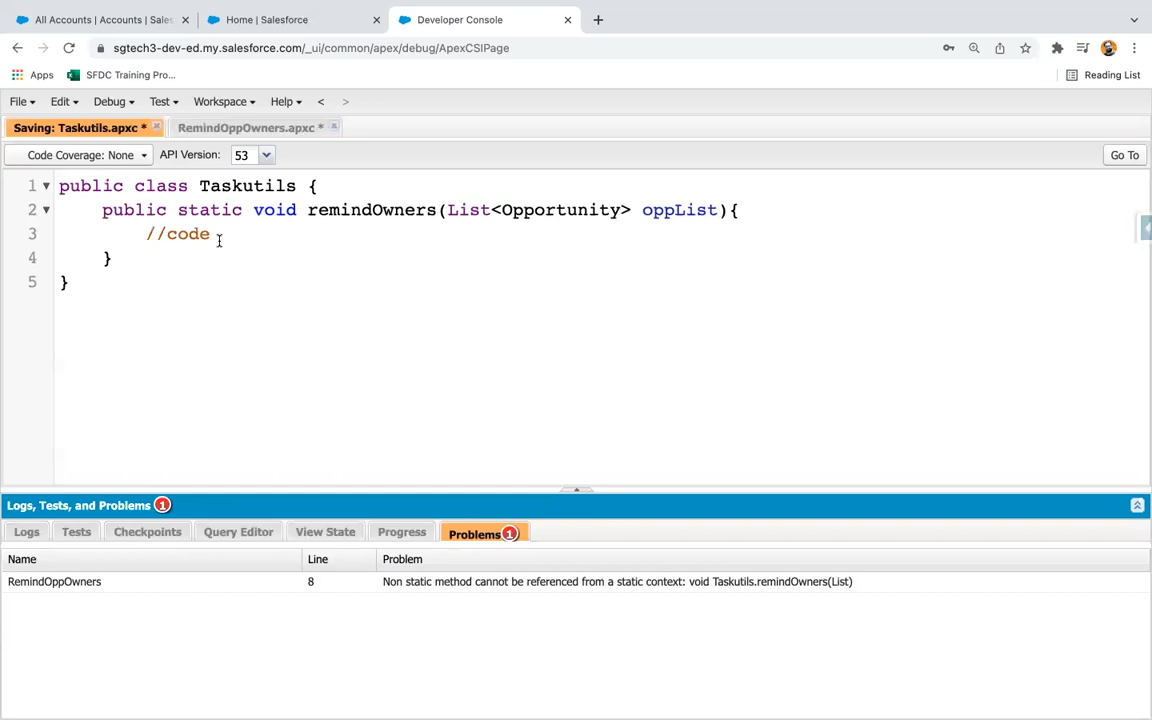 All Accounts | Accounts | Sales
Home | Salesforce
Developer Console
sgtech3-dev-ed.my.salesforce.com/_ui/common/apex/debug/ApexCSIPage
Apps
SFDC Training Pro...
Reading List
File Edit Debug Test Workspace Help < >
Saving: Taskutils.apxc *
RemindOppOwners.apxc *
Code Coverage: None
API Version: 53
Go To
1 public class Taskutils {
2 public static void remindOwners(List<Opportunity> oppList){
3 //code
4 }
5 }
Logs, Tests, and Problems 1
Logs Tests Checkpoints Query Editor View State Progress Problems 1
Name Line Problem
RemindOppOwners 8 Non static method cannot be referenced from a static context: void Taskutils.remindOwners(List)